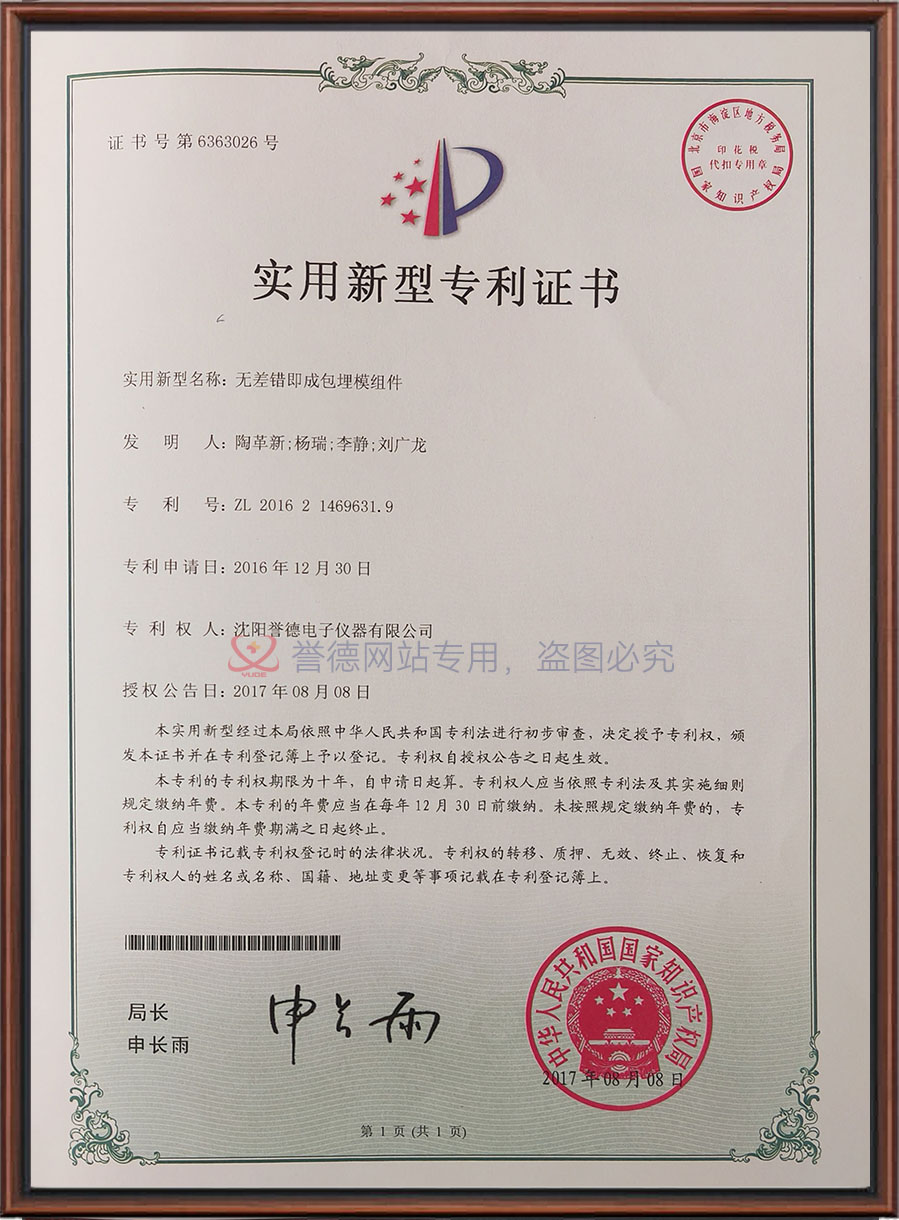 证书号第6363026号
北京市海淀区地方税务局
印花税
代扣专用章
国家知识产权局
实用新型专利证书
实用新型名称：无差错即成包埋模组件
发明人：陶革新;杨瑞;李静;刘广龙
专利号：ZL 2016 2 1469631.9
专利申请日：2016年12月30日
专利权人：沈阳誉德电子仪器有限公司
YUDE
誉德网站专用，盗图必究
授权公告日：2017年08月08日
本实用新型经过本局依照中华人民共和国专利法进行初步审查，决定授予专利权，颁
发本证书并在专利登记簿上予以登记。专利权自授权公告之日起生效。
本专利的专利权期限为十年，自申请日起算。专利权人应当依照专利法及其实施细则
规定缴纳年费。本专利的年费应当在每年12月30日前缴纳。未按照规定缴纳年费的，专
利权自应当缴纳年费期满之日起终止。
专利证书记载专利权登记时的法律状况。专利权的转移、质押、无效、终止、恢复和
专利权人的姓名或名称、国籍、地址变更等事项记载在专利登记簿上。
局长
申长雨
申长雨
中华人民共和国国家知识产权局
2017年08月08日
第1页(共1页)